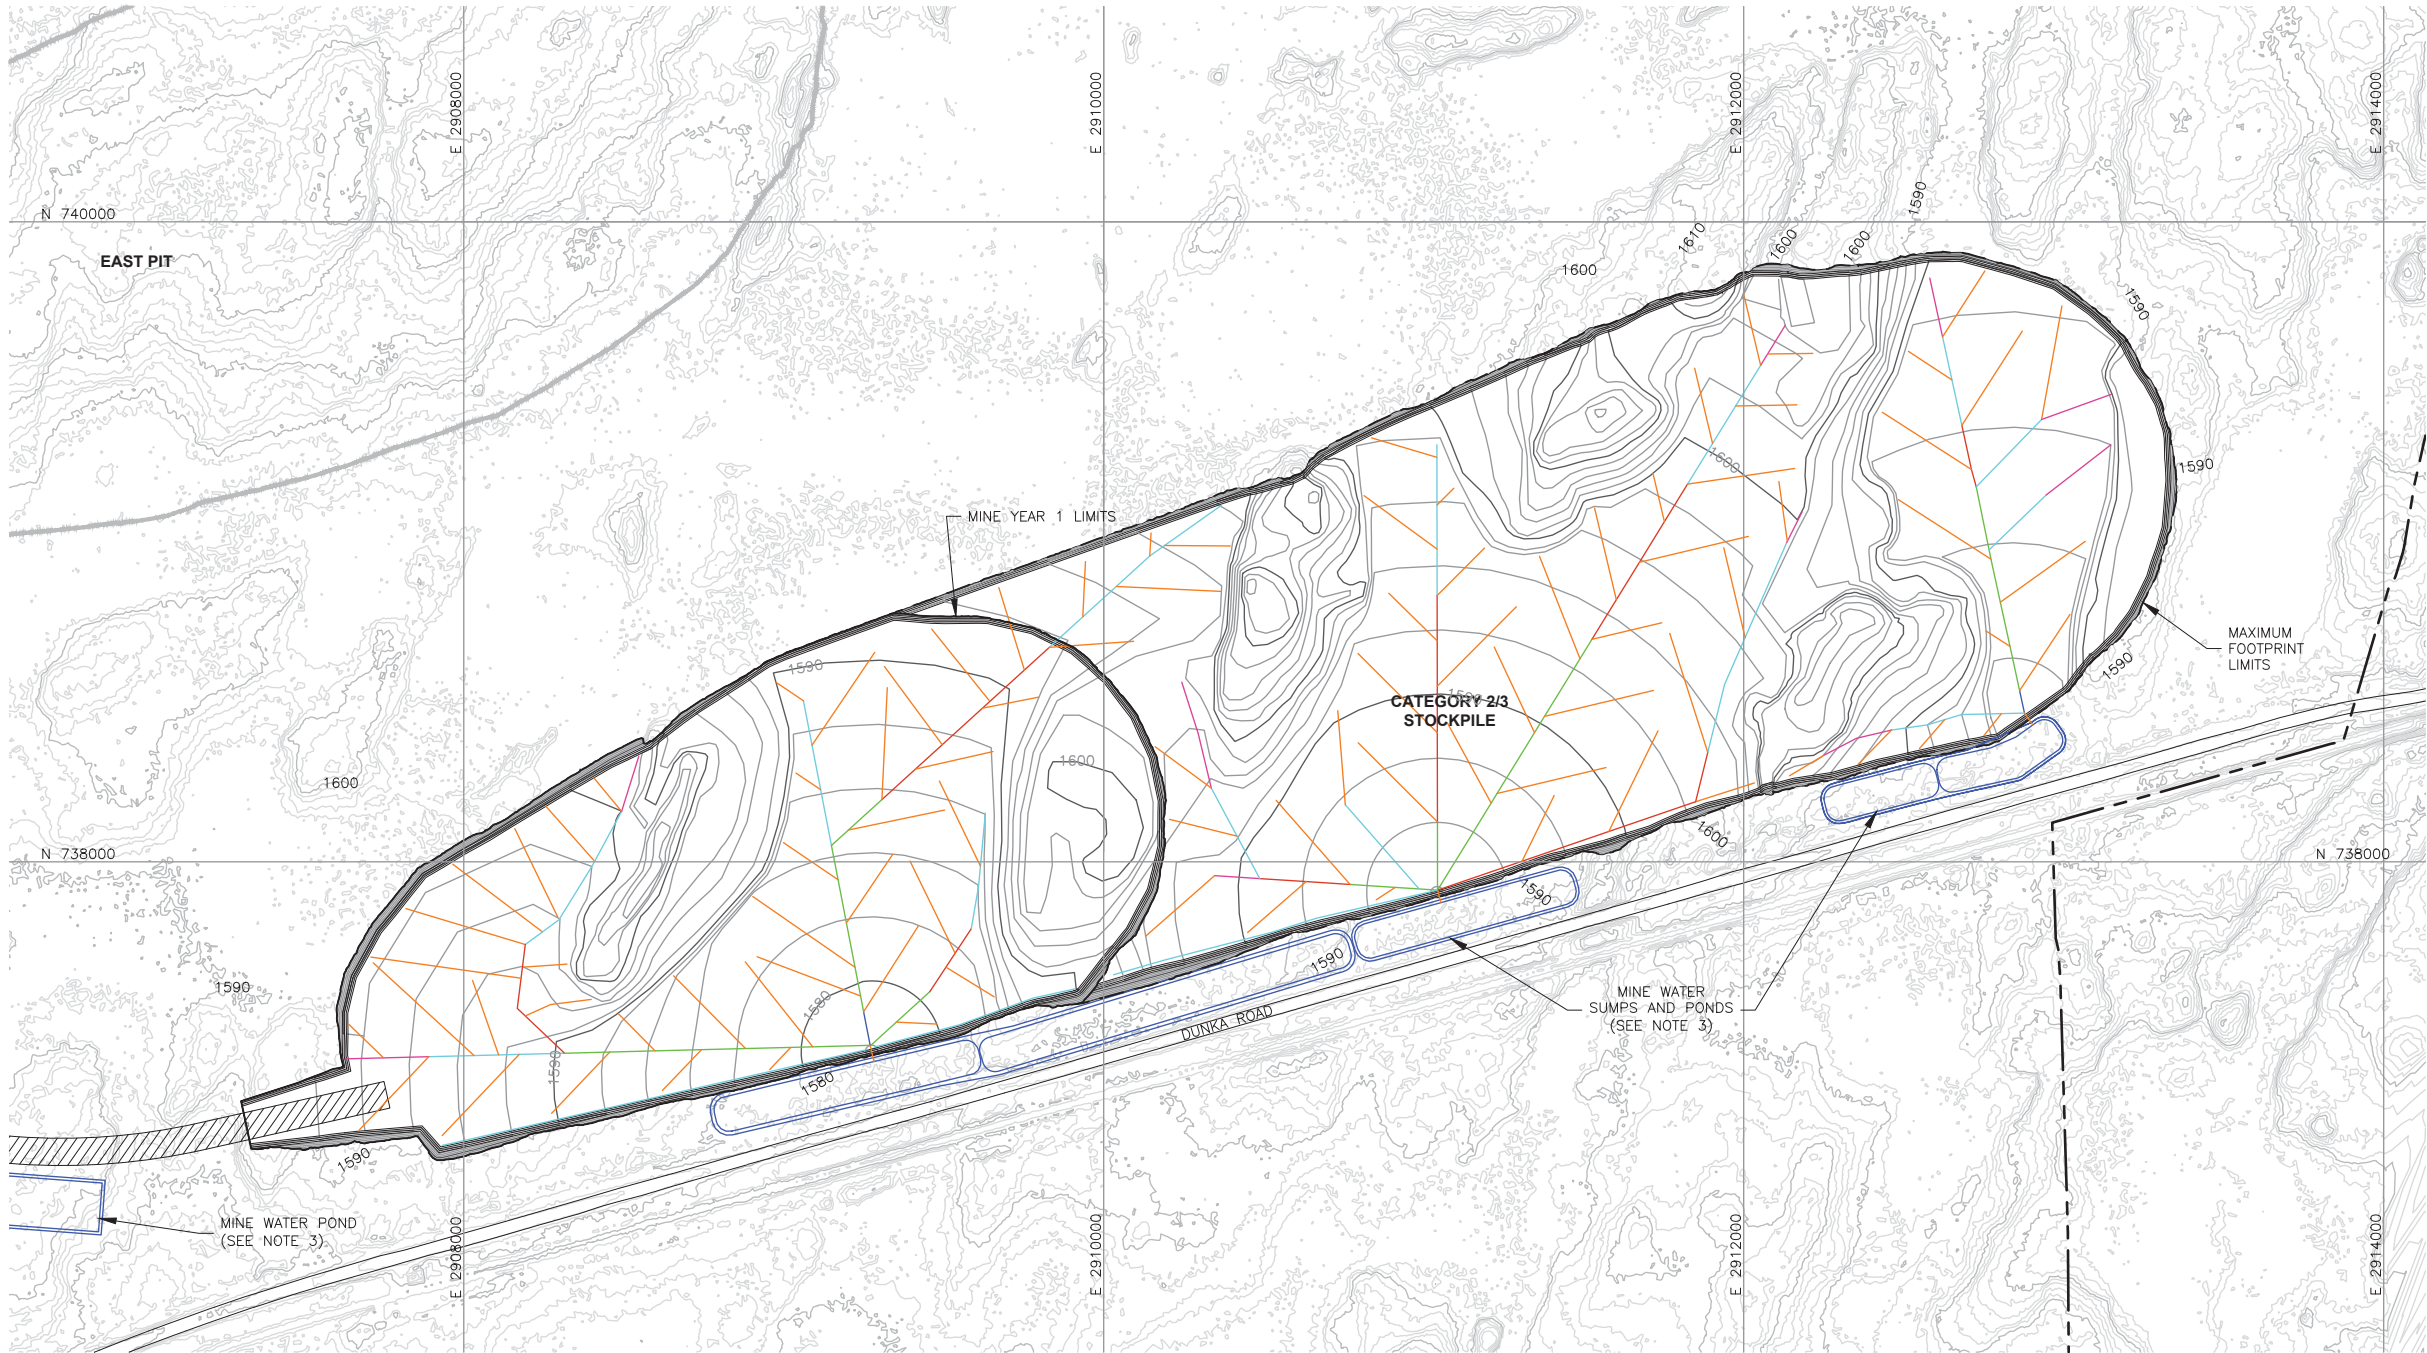 E 2908000
E 2910000
E 2912000
E 2914000
N 740000
EAST PIT
1590
1610
1600
1600
1600
1590
1590
1600
MINE YEAR 1 LIMITS
MAXIMUM
FOOTPRINT
LIMITS
1590
1590
1590
CATEGORY 2/3
STOCKPILE
1600
1600
1600
N 738000
N 738000
1590
1590
1590
1580
1580
1590
1590
MINE WATER
SUMPS AND PONDS
(SEE NOTE 3)
DUNKA ROAD
MINE WATER POND
(SEE NOTE 3)
E 2908000
E 2910000
E 2912000
E 2914000